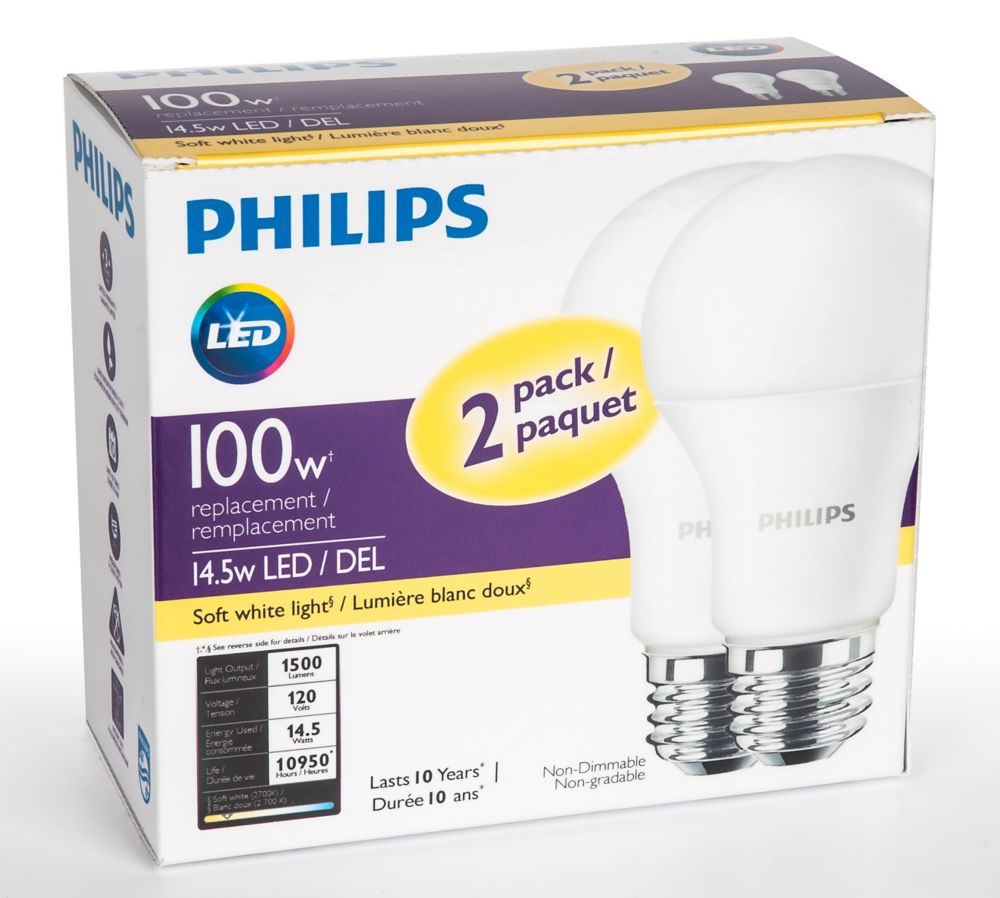 PHILIPS
LED
2 pack /
paquet
100w
replacement / remplacement
14.5w LED / DEL
Soft white light§ / Lumière blanc doux§
PHILIPS
PHILIPS
LED
2 pack /
paquet
100w†
replacement /
remplacement
14.5w LED / DEL
Soft white light§ / Lumière blanc doux§
PH
PHILIPS
†,*,§ See reverse side for details / Détails sur le volet arrière
Light Output / 1500
Flux lumineux Lumens
Voltage / 120
Tension Volts
Energy Used / 14.5
Énergie Watts
consommée
Life / 10950*
Durée de vie Hours / Heures
§ Soft white (2700K) /
§ Blanc doux (2 700 K)
Lasts 10 Years* |
Durée 10 ans*
Non-Dimmable
Non-gradable